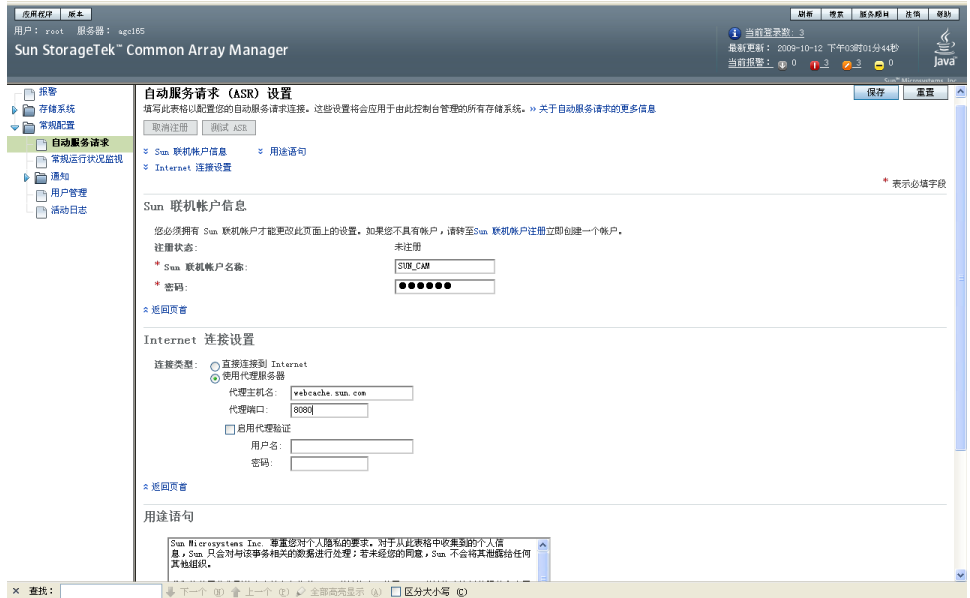 应用程序 版本
刷新 搜索 服务顾问 注销 帮助
用户: root 服务器: agc165
Sun StorageTek™ Common Array Manager
当前登录数: 3
最新更新: 2009-10-12 下午03时01分44秒
当前报警: 0 3 3 0
Java
Sun™ Microsystems, Inc.
报警
存储系统
常规配置
自动服务请求
常规运行状况监视
通知
用户管理
活动日志
自动服务请求 (ASR) 设置
保存 重置
填写此表格以配置您的自动服务请求连接。这些设置将会应用于由此控制台管理的所有存储系统。» 关于自动服务请求的更多信息
取消注册 测试 ASR
Sun 联机帐户信息 用途语句
Internet 连接设置
* 表示必填字段
Sun 联机帐户信息
您必须拥有 Sun 联机帐户才能更改此页面上的设置。如果您不具有帐户,请转至Sun 联机帐户注册立即创建一个帐户。
注册状态: 未注册
* Sun 联机帐户名称: SUN_CAM
* 密码: ●●●●●●
返回页首
Internet 连接设置
连接类型: 直接连接到 Internet
使用代理服务器
代理主机名: webcache.sun.com
代理端口: 8080
启用代理验证
用户名:
密码:
返回页首
用途语句
Sun Microsystems Inc. 尊重您对个人隐私的要求。对于从此表格中收集到的个人信
息,Sun 只会对与该事务相关的数据进行处理;若未经您的同意,Sun 不会将其泄露给任何
其他组织。
× 查找: 下一个 (N) 上一个 (P) 全部高亮显示 (A) 区分大小写 (C)